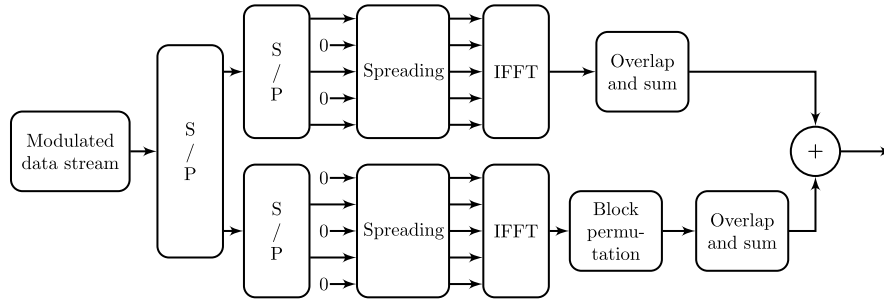 Modulated
data stream
S
/
P
S
/
P
0
0
Spreading
IFFT
Overlap
and sum
+
S
/
P
0
0
0
Spreading
IFFT
Block
permu-
tation
Overlap
and sum